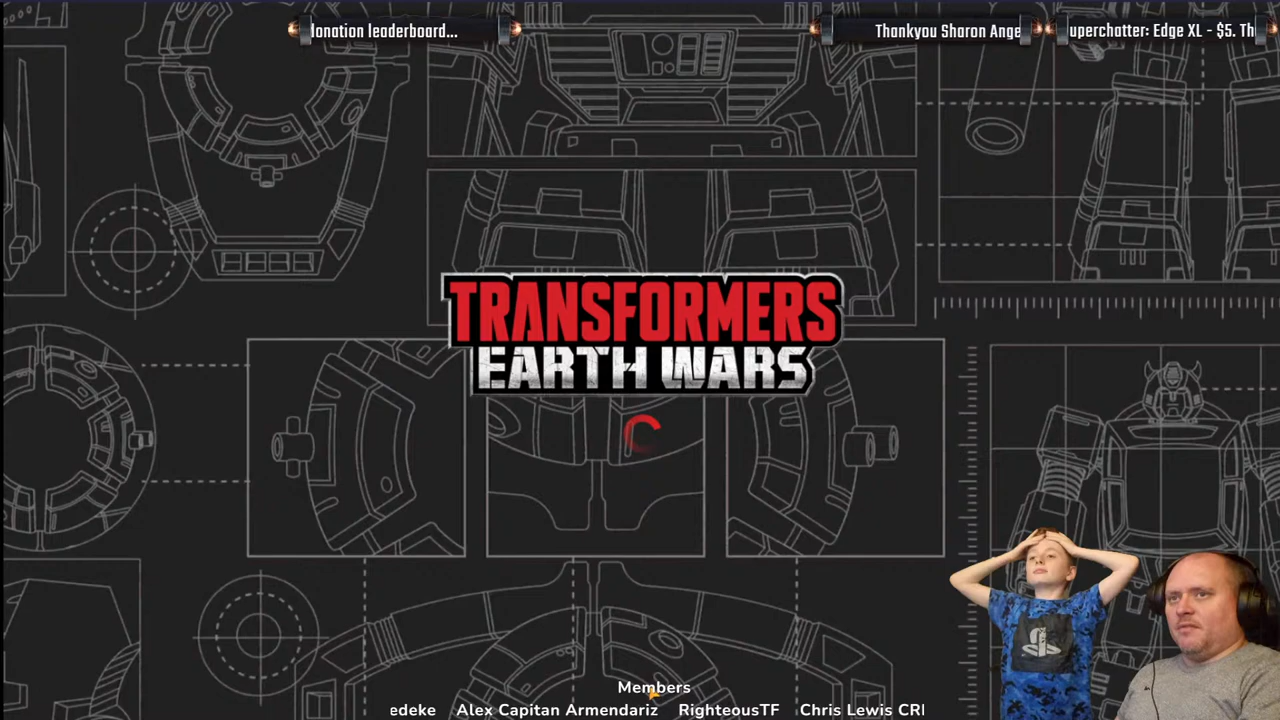 lonation leaderboard...
Thankyou Sharon Ange
uperchatter: Edge XL - $5. Th
TRANSFORMERS
EARTH WARS
Members
edeke Alex Capitan Armendariz RighteousTF Chris Lewis CRI